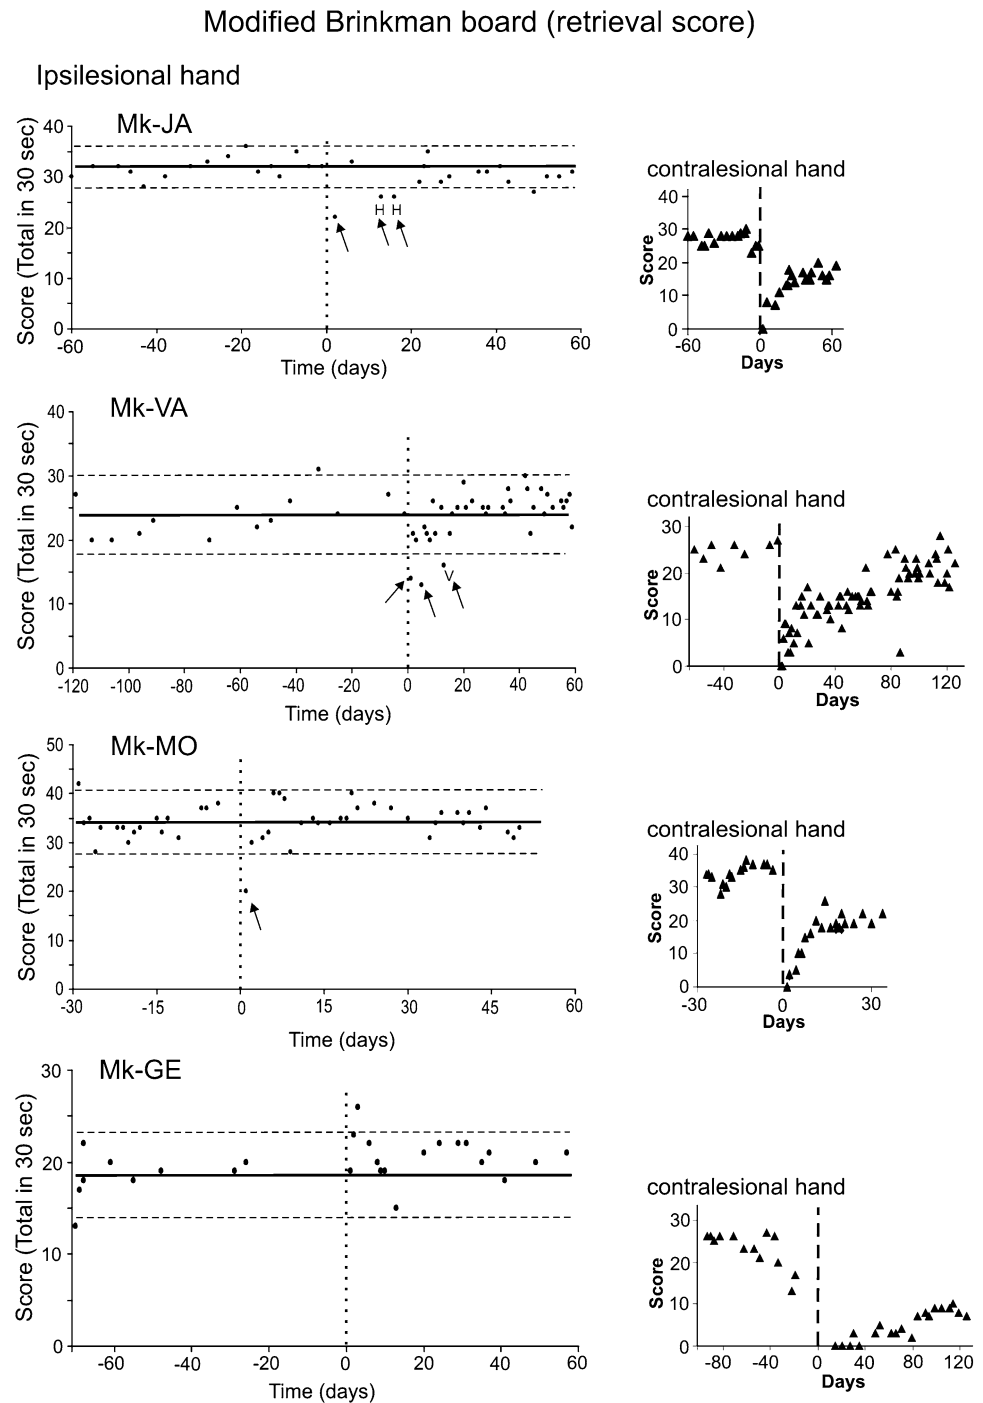 Modified Brinkman board (retrieval score)
Ipsilesional hand
Mk-JA
Score (Total in 30 sec)
40
30
20
10
0
H H
-60 -40 -20 0 20 40 60
Time (days)
contralesional hand
Score
40
30
20
10
0
-60 0 60
Days
Mk-VA
Score (Total in 30 sec)
40
30
20
10
0
V
-120 -100 -80 -60 -40 -20 0 20 40 60
Time (days)
contralesional hand
Score
30
20
10
0
-40 0 40 80 120
Days
Mk-MO
Score (Total in 30 sec)
50
40
30
20
10
0
-30 -15 0 15 30 45 60
Time (days)
contralesional hand
Score
40
30
20
10
0
-30 0 30
Days
Mk-GE
Score (Total in 30 sec)
30
20
10
0
-60 -40 -20 0 20 40 60
Time (days)
contralesional hand
Score
30
20
10
0
-80 -40 0 40 80 120
Days